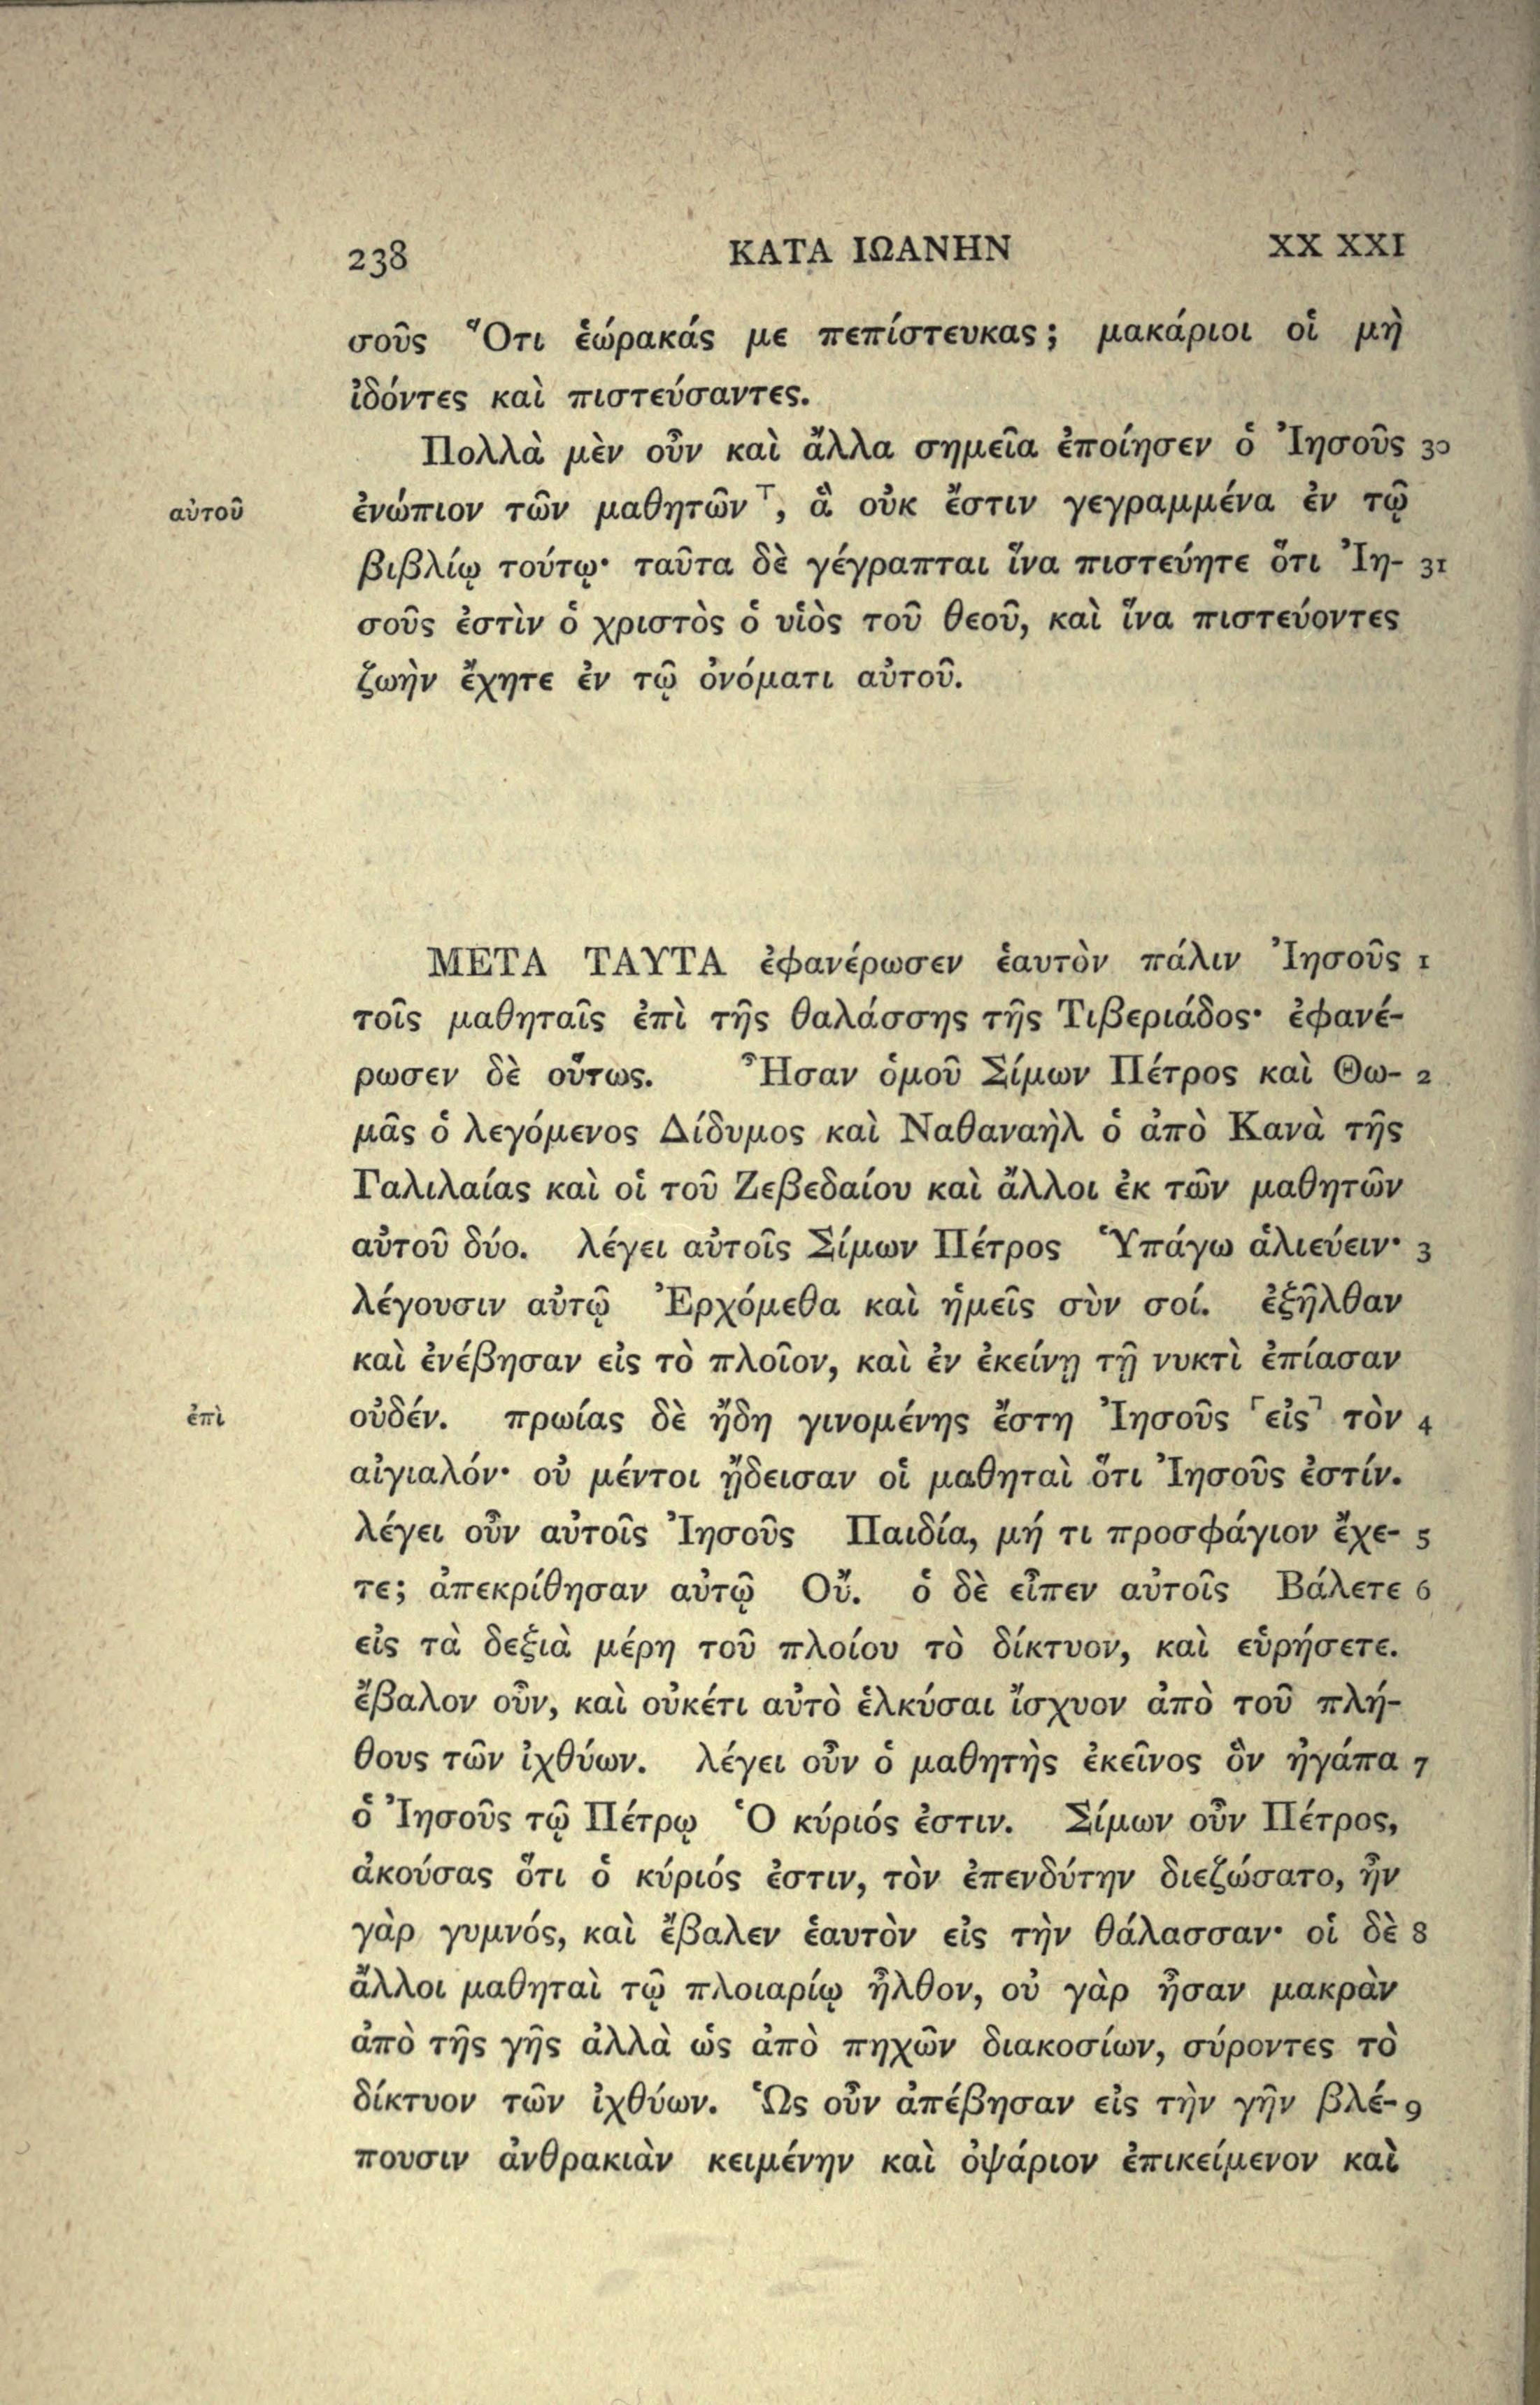 238 ΚΑΤΑ ΙΩΑΝΗΝ XX XXI
σοῦς Ὅτι ἑώρακάς με πεπίστευκας; μακάριοι οἱ μὴ
ἰδόντες καὶ πιστεύσαντες.
Πολλὰ μὲν οὖν καὶ ἄλλα σημεῖα ἐποίησεν ὁ Ἰησοῦς 30
αὐτοῦ ἐνώπιον τῶν μαθητῶν⸆, ἃ οὐκ ἔστιν γεγραμμένα ἐν τῷ
βιβλίῳ τούτῳ· ταῦτα δὲ γέγραπται ἵνα πιστεύητε ὅτι Ἰη- 31
σοῦς ἐστὶν ὁ χριστὸς ὁ υἱὸς τοῦ θεοῦ, καὶ ἵνα πιστεύοντες
ζωὴν ἔχητε ἐν τῷ ὀνόματι αὐτοῦ.
ΜΕΤΑ ΤΑΥΤΑ ἐφανέρωσεν ἑαυτὸν πάλιν Ἰησοῦς 1
τοῖς μαθηταῖς ἐπὶ τῆς θαλάσσης τῆς Τιβεριάδος· ἐφανέ-
ρωσεν δὲ οὕτως. Ἦσαν ὁμοῦ Σίμων Πέτρος καὶ Θω- 2
μᾶς ὁ λεγόμενος Δίδυμος καὶ Ναθαναὴλ ὁ ἀπὸ Κανὰ τῆς
Γαλιλαίας καὶ οἱ τοῦ Ζεβεδαίου καὶ ἄλλοι ἐκ τῶν μαθητῶν
αὐτοῦ δύο. λέγει αὐτοῖς Σίμων Πέτρος Ὑπάγω ἁλιεύειν· 3
λέγουσιν αὐτῷ Ἐρχόμεθα καὶ ἡμεῖς σὺν σοί. ἐξῆλθαν
καὶ ἐνέβησαν εἰς τὸ πλοῖον, καὶ ἐν ἐκείνῃ τῇ νυκτὶ ἐπίασαν
ἐπὶ οὐδέν. πρωίας δὲ ἤδη γινομένης ἔστη Ἰησοῦς ⸀εἰς⸃ τὸν 4
αἰγιαλόν· οὐ μέντοι ᾔδεισαν οἱ μαθηταὶ ὅτι Ἰησοῦς ἐστίν.
λέγει οὖν αὐτοῖς Ἰησοῦς Παιδία, μή τι προσφάγιον ἔχε- 5
τε; ἀπεκρίθησαν αὐτῷ Οὔ. ὁ δὲ εἶπεν αὐτοῖς Βάλετε 6
εἰς τὰ δεξιὰ μέρη τοῦ πλοίου τὸ δίκτυον, καὶ εὑρήσετε.
ἔβαλον οὖν, καὶ οὐκέτι αὐτὸ ἑλκύσαι ἴσχυον ἀπὸ τοῦ πλή-
θους τῶν ἰχθύων. λέγει οὖν ὁ μαθητὴς ἐκεῖνος ὃν ἠγάπα 7
ὁ Ἰησοῦς τῷ Πέτρῳ Ὁ κύριός ἐστιν. Σίμων οὖν Πέτρος,
ἀκούσας ὅτι ὁ κύριός ἐστιν, τὸν ἐπενδύτην διεζώσατο, ἦν
γὰρ γυμνός, καὶ ἔβαλεν ἑαυτὸν εἰς τὴν θάλασσαν· οἱ δὲ 8
ἄλλοι μαθηταὶ τῷ πλοιαρίῳ ἦλθον, οὐ γὰρ ἦσαν μακρὰν
ἀπὸ τῆς γῆς ἀλλὰ ὡς ἀπὸ πηχῶν διακοσίων, σύροντες τὸ
δίκτυον τῶν ἰχθύων. Ὡς οὖν ἀπέβησαν εἰς τὴν γῆν βλέ- 9
πουσιν ἀνθρακιὰν κειμένην καὶ ὀψάριον ἐπικείμενον καὶ